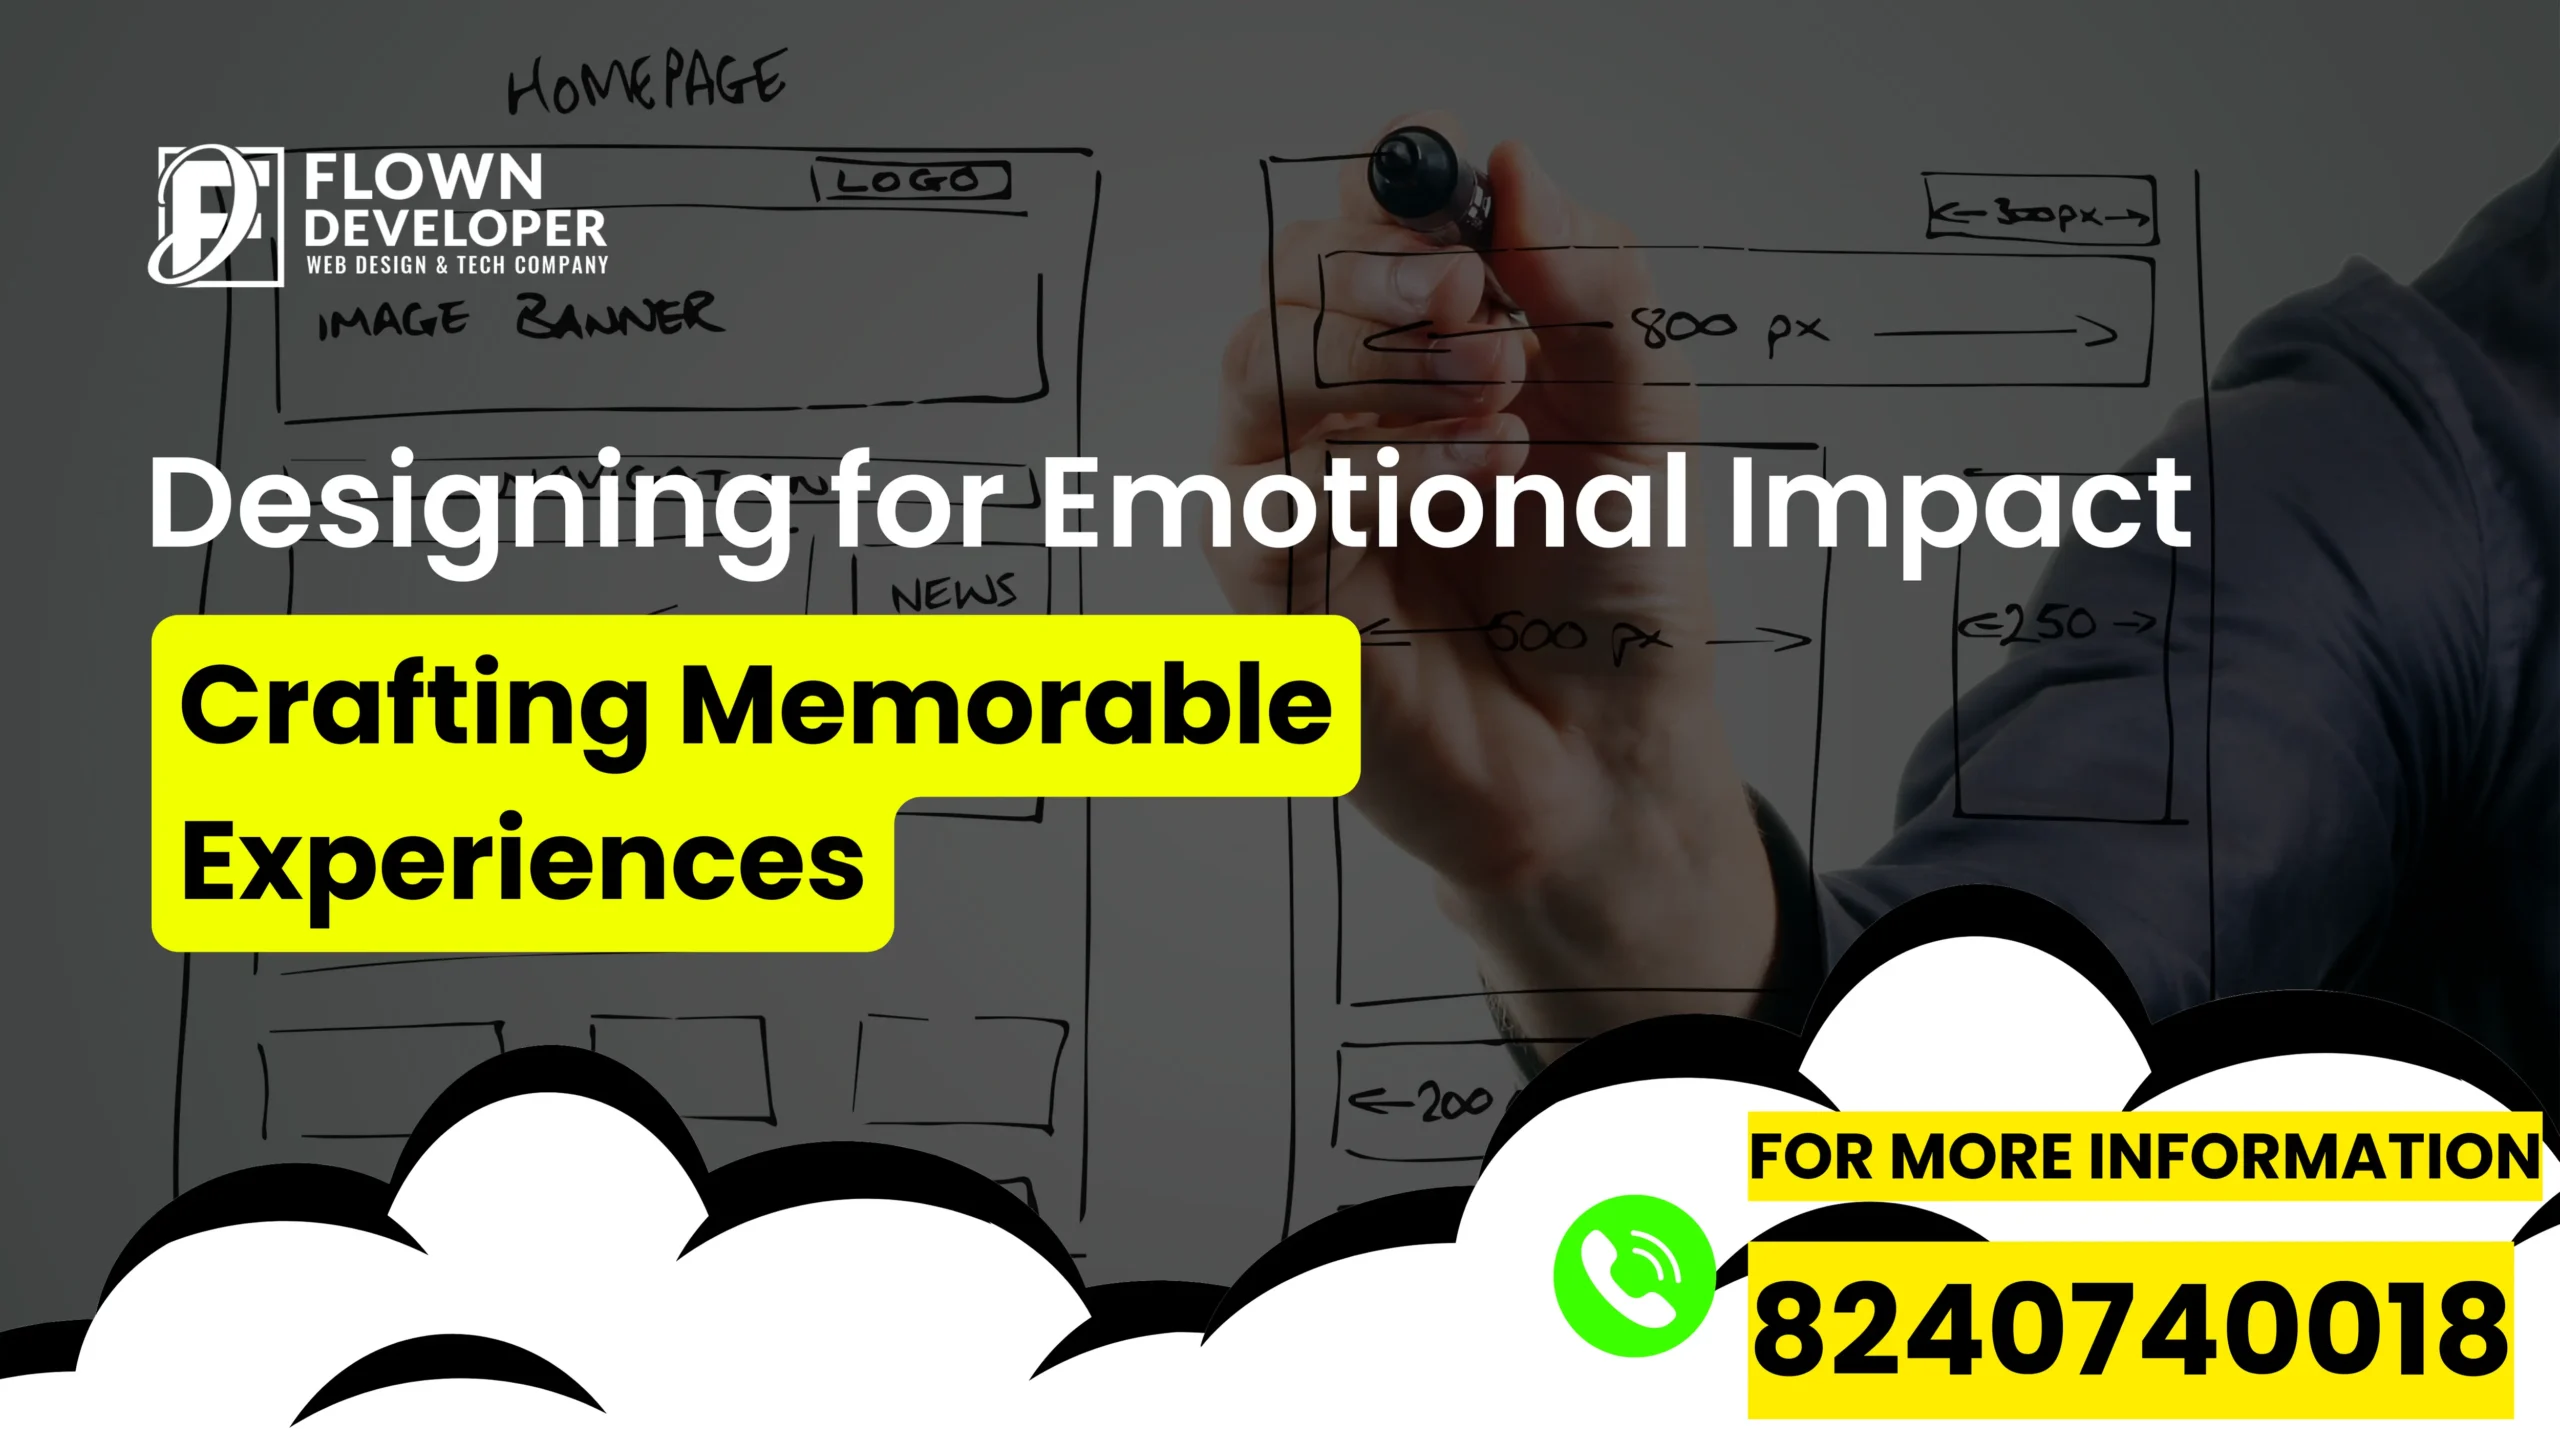 HOMEPAGE
FLOWN
DEVELOPER
WEB DESIGN & TECH COMPANY
LOGO
300px
IMAGE BANNER
800 px
Designing for Emotional Impact
NAVIGATION
NEWS
500 px
250
Crafting Memorable
Experiences
200
FOR MORE INFORMATION
8240740018